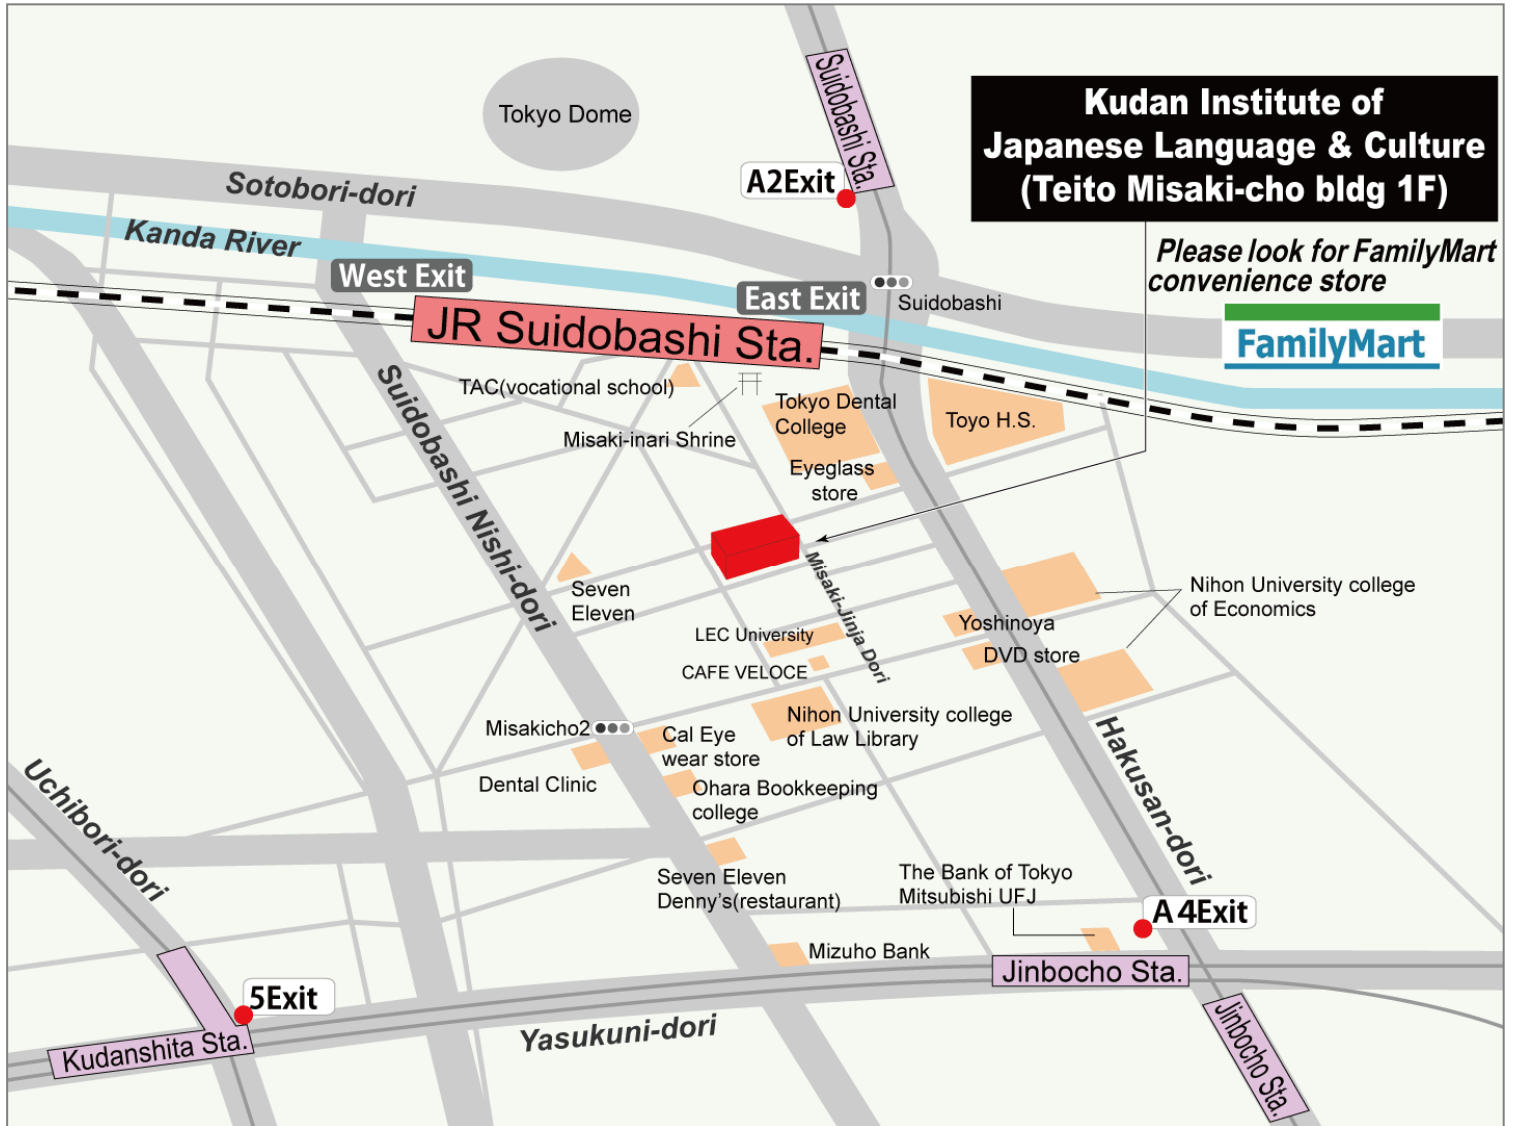 Tokyo Dome
Suidobashi Sta.
Kudan Institute of
Japanese Language & Culture
(Teito Misaki-cho bldg 1F)
A2Exit
Sotobori-dori
Kanda River
Please look for FamilyMart
convenience store
FamilyMart
West Exit
East Exit
Suidobashi
JR Suidobashi Sta.
TAC(vocational school)
Misaki-inari Shrine
Tokyo Dental
College
Toyo H.S.
Eyeglass
store
Suidobashi Nishi-dori
Misaki-Jinja Dori
Seven
Eleven
Nihon University college
of Economics
LEC University
Yoshinoya
DVD store
CAFE VELOCE
Nihon University college
of Law Library
Misakicho2
Cal Eye
wear store
Dental Clinic
Ohara Bookkeeping
college
Hakusan-dori
Uchibori-dori
Seven Eleven
Denny's(restaurant)
The Bank of Tokyo
Mitsubishi UFJ
A4Exit
Mizuho Bank
Jinbocho Sta.
5Exit
Kudanshita Sta.
Yasukuni-dori
Jinbocho Sta.